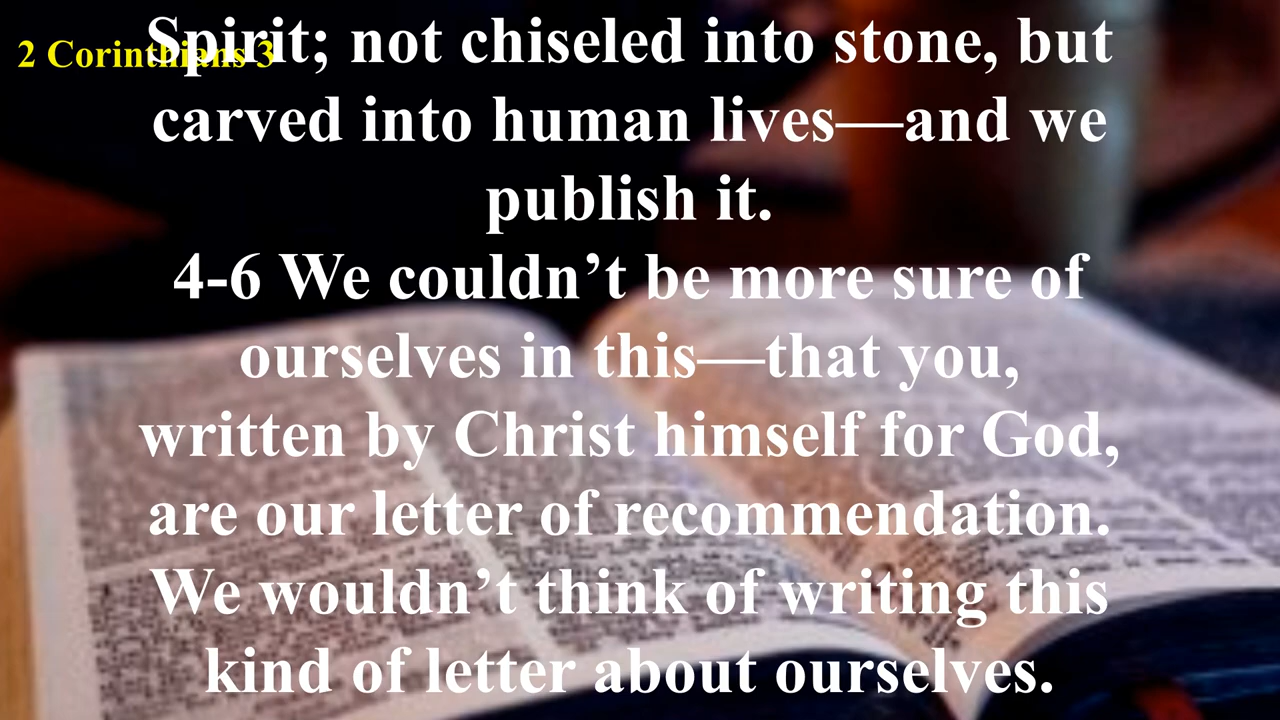 2 Corinthians 3
Spirit; not chiseled into stone, but
carved into human lives—and we
publish it.
4-6 We couldn’t be more sure of
ourselves in this—that you,
written by Christ himself for God,
are our letter of recommendation.
We wouldn’t think of writing this
kind of letter about ourselves.